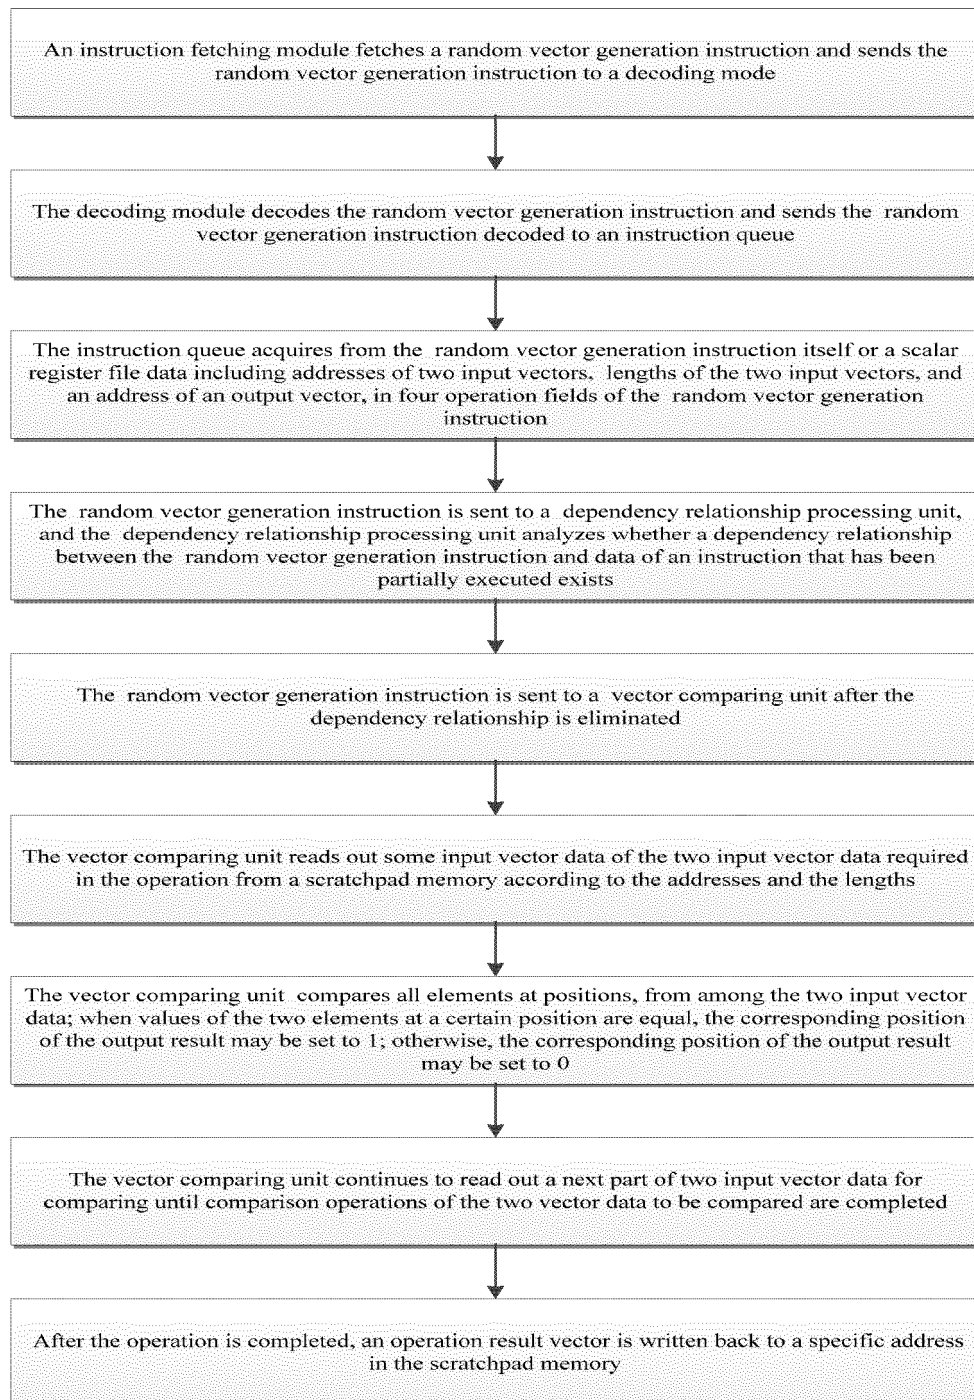 An instruction fetching module fetches a random vector generation instruction and sends the
random vector generation instruction to a decoding mode
The decoding module decodes the random vector generation instruction and sends the random
vector generation instruction decoded to an instruction queue
The instruction queue acquires from the random vector generation instruction itself or a scalar
register file data including addresses of two input vectors, lengths of the two input vectors, and
an address of an output vector, in four operation fields of the random vector generation
instruction
The random vector generation instruction is sent to a dependency relationship processing unit,
and the dependency relationship processing unit analyzes whether a dependency relationship
between the random vector generation instruction and data of an instruction that has been
partially executed exists
The random vector generation instruction is sent to a vector comparing unit after the
dependency relationship is eliminated
The vector comparing unit reads out some input vector data of the two input vector data required
in the operation from a scratchpad memory according to the addresses and the lengths
The vector comparing unit compares all elements at positions, from among the two input vector
data; when values of the two elements at a certain position are equal, the corresponding position
of the output result may be set to 1; otherwise, the corresponding position of the output result
may be set to 0
The vector comparing unit continues to read out a next part of two input vector data for
comparing until comparison operations of the two vector data to be compared are completed
After the operation is completed, an operation result vector is written back to a specific address
in the scratchpad memory